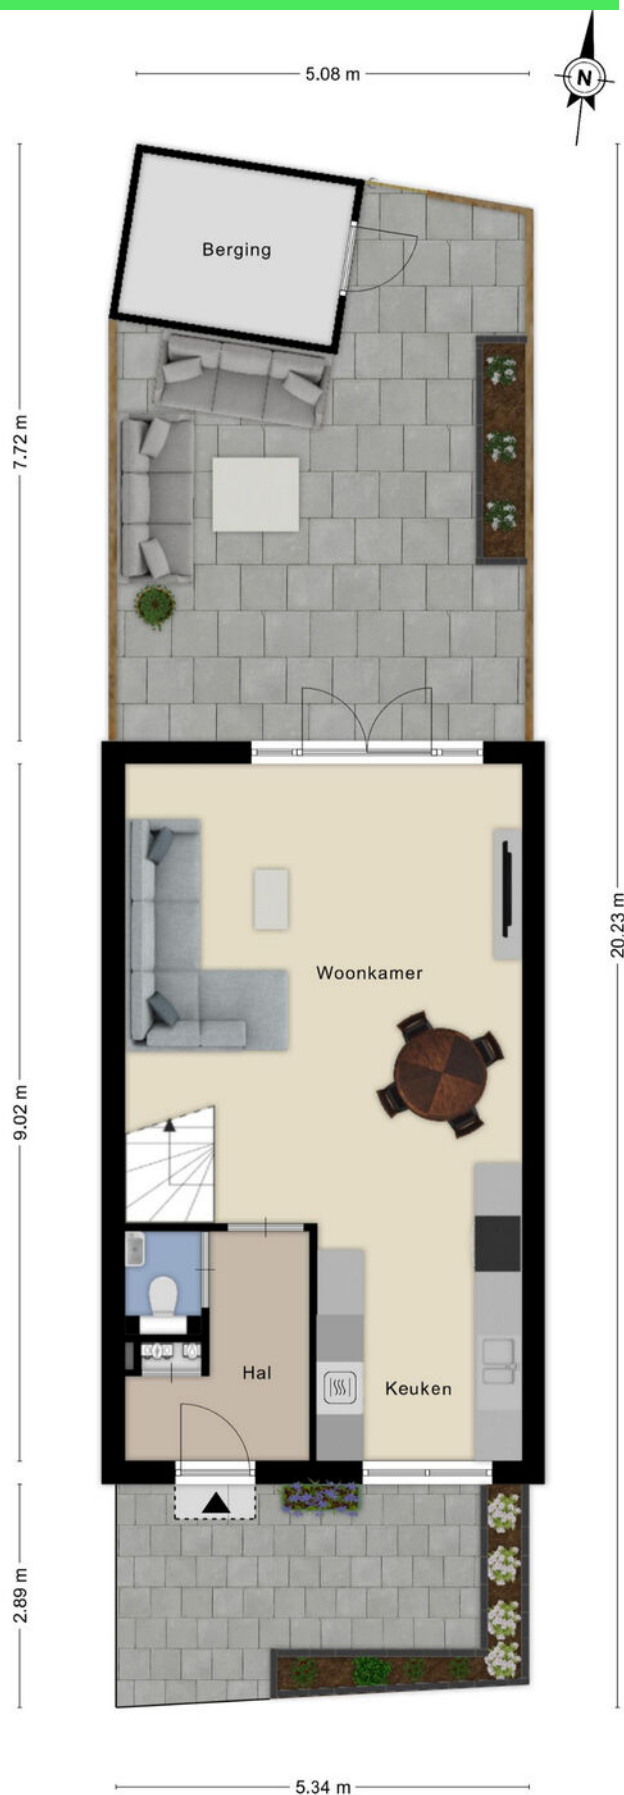 5.08 m
N
Berging
7.72 m
20.23 m
Woonkamer
9.02 m
Hal
Keuken
2.89 m
5.34 m